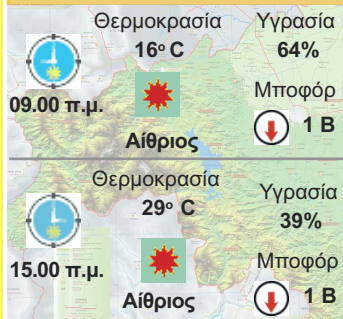 Θερμοκρασία Υγρασία
16ο C 64%
09.00 π.μ. Μποφόρ
Αίθριος 1 Β
Θερμοκρασία Υγρασία
29ο C 39%
15.00 π.μ. Μποφόρ
Αίθριος 1 Β